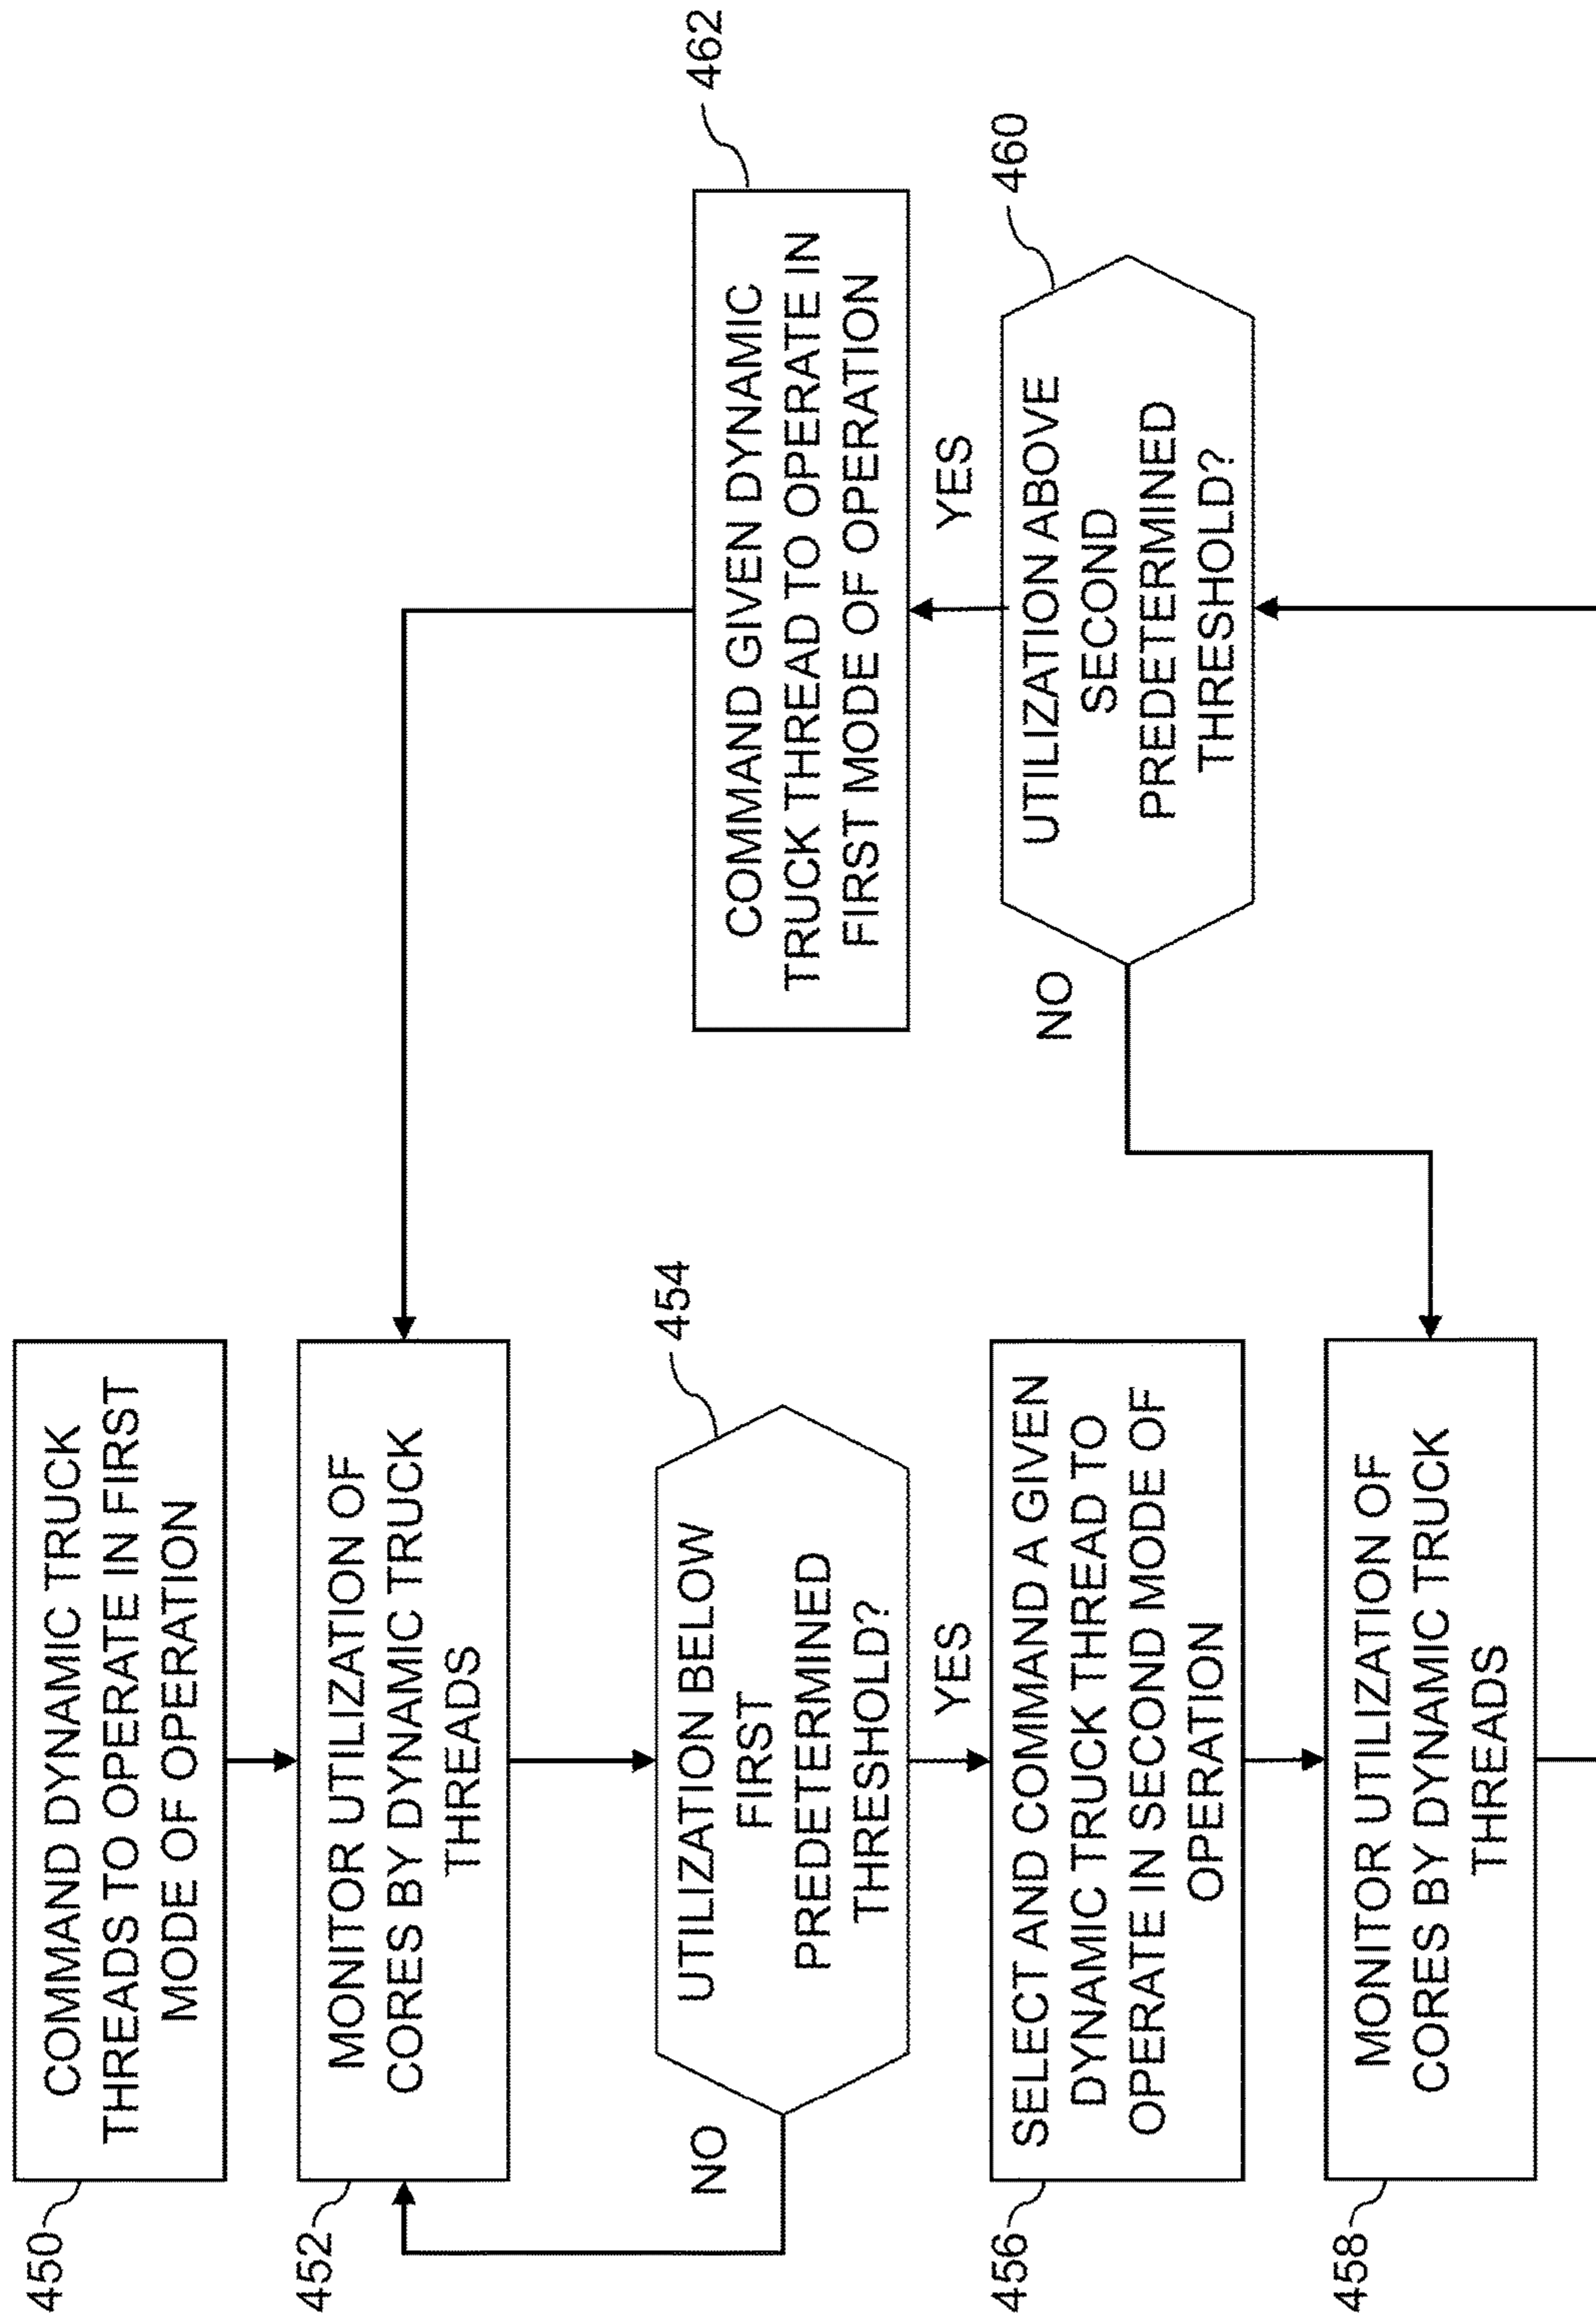 450
COMMAND DYNAMIC TRUCK
THREADS TO OPERATE IN FIRST
MODE OF OPERATION
452
MONITOR UTILIZATION OF
CORES BY DYNAMIC TRUCK
THREADS
454
UTILIZATION BELOW
FIRST
PREDETERMINED
THRESHOLD?
NO
YES
456
SELECT AND COMMAND A GIVEN
DYNAMIC TRUCK THREAD TO
OPERATE IN SECOND MODE OF
OPERATION
458
MONITOR UTILIZATION OF
CORES BY DYNAMIC TRUCK
THREADS
460
UTILIZATION ABOVE
SECOND
PREDETERMINED
THRESHOLD?
NO
YES
462
COMMAND GIVEN DYNAMIC
TRUCK THREAD TO OPERATE IN
FIRST MODE OF OPERATION